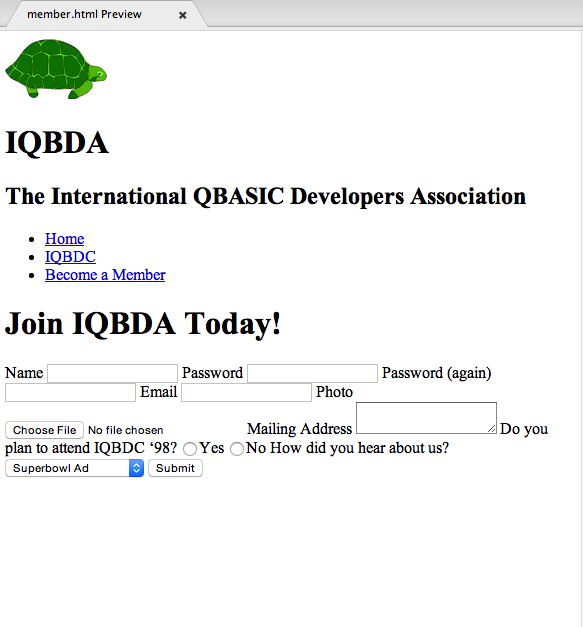 member.html Preview
IQBDA
The International QBASIC Developers Association
Home
IQBDC
Become a Member
Join IQBDA Today!
Name Password Password (again)
Email Photo
Choose File No file chosen Mailing Address Do you
plan to attend IQBDC ‘98? Yes No How did you hear about us?
Superbowl Ad Submit